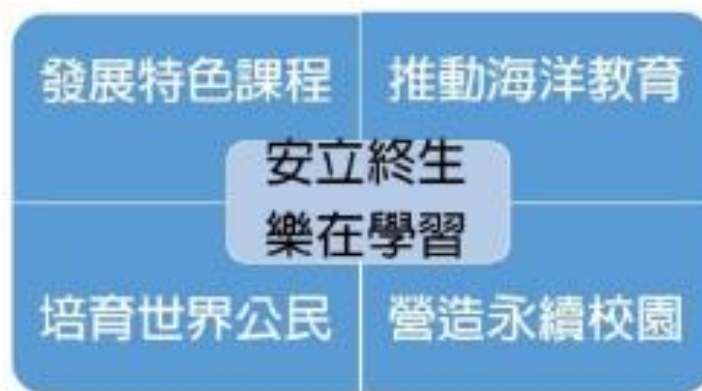 發展特色課程
推動海洋教育
安立終生
樂在學習
培育世界公民
營造永續校園